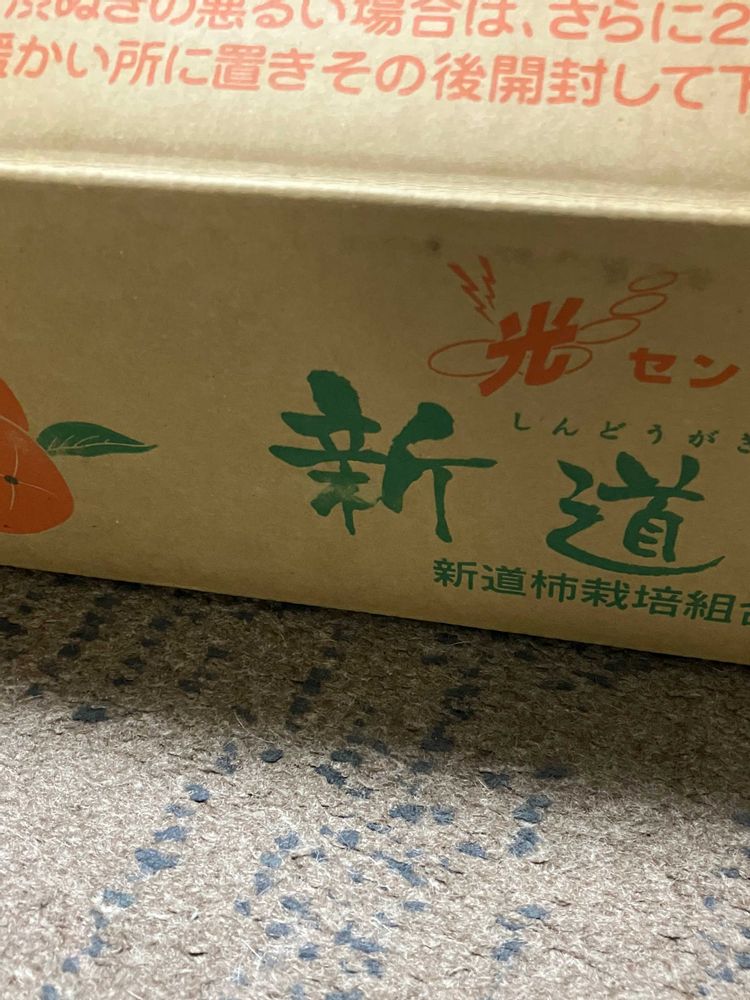 渋ぬきの悪るい場合は、さらに2
暖かい所に置きその後開封して下
光セン
しんどうがき
新道
新道柿栽培組合